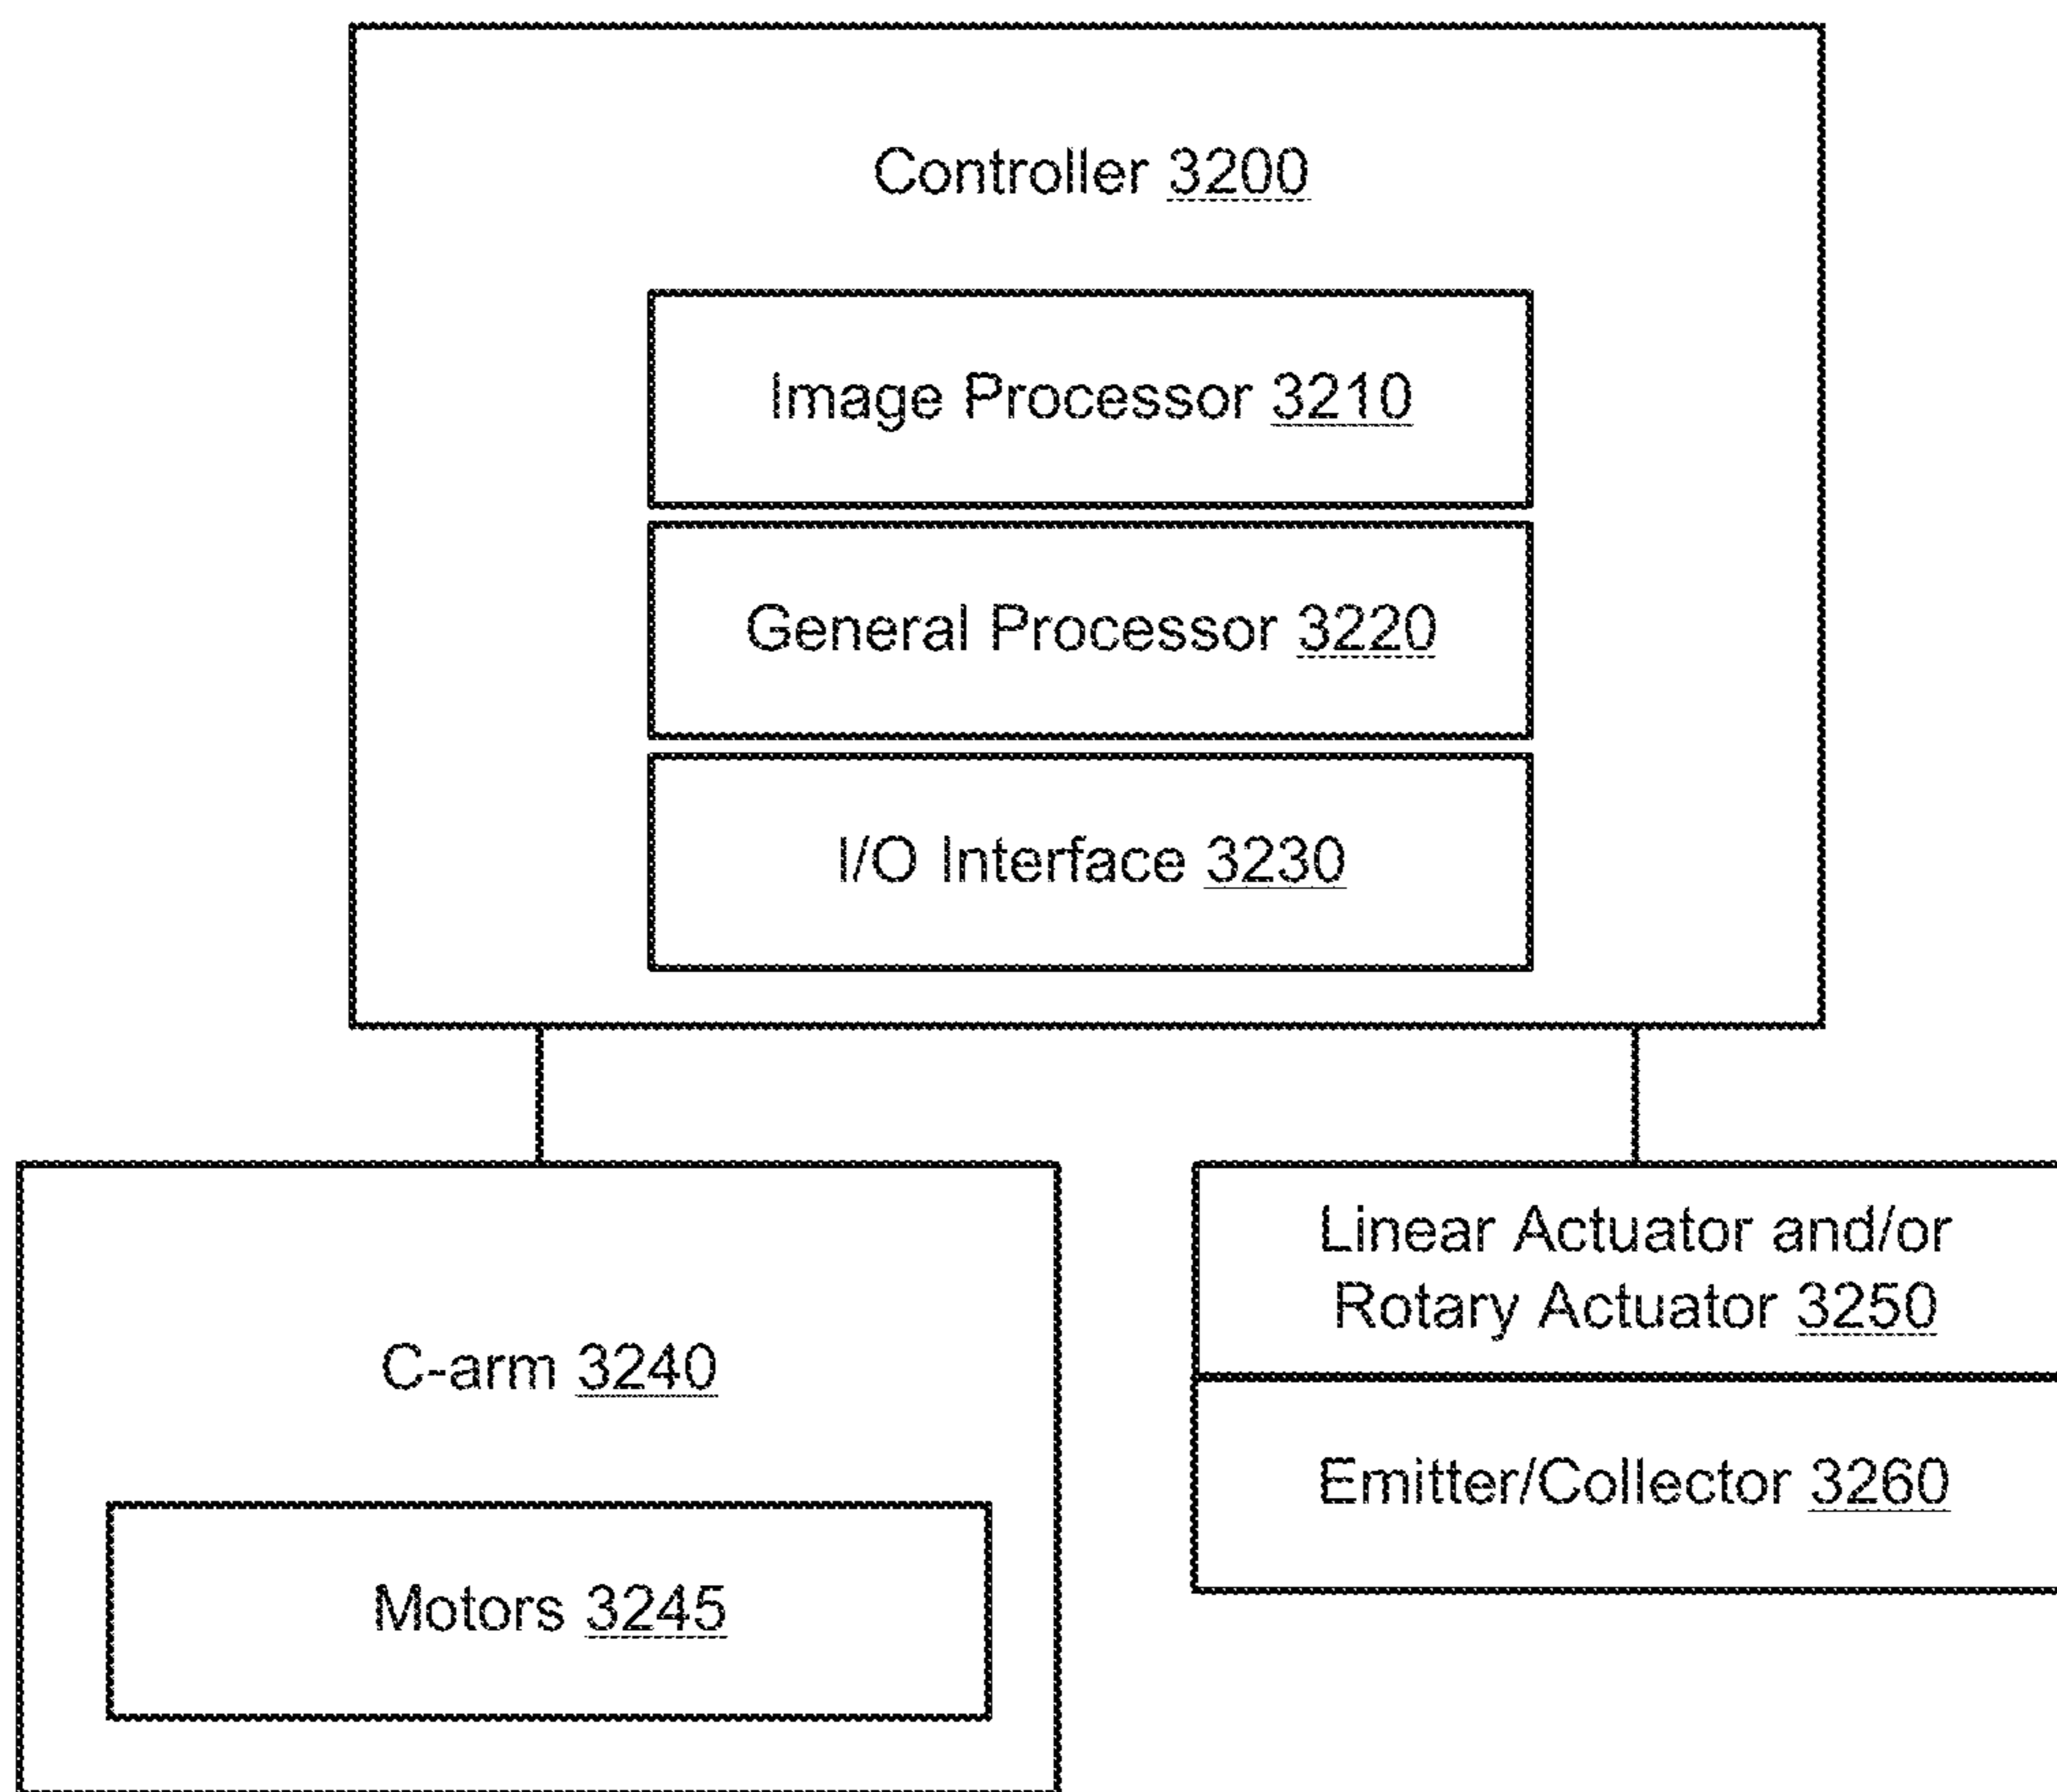 Controller 3200
Image Processor 3210
General Processor 3220
I/O Interface 3230
C-arm 3240
Motors 3245
Linear Actuator and/or
Rotary Actuator 3250
Emitter/Collector 3260